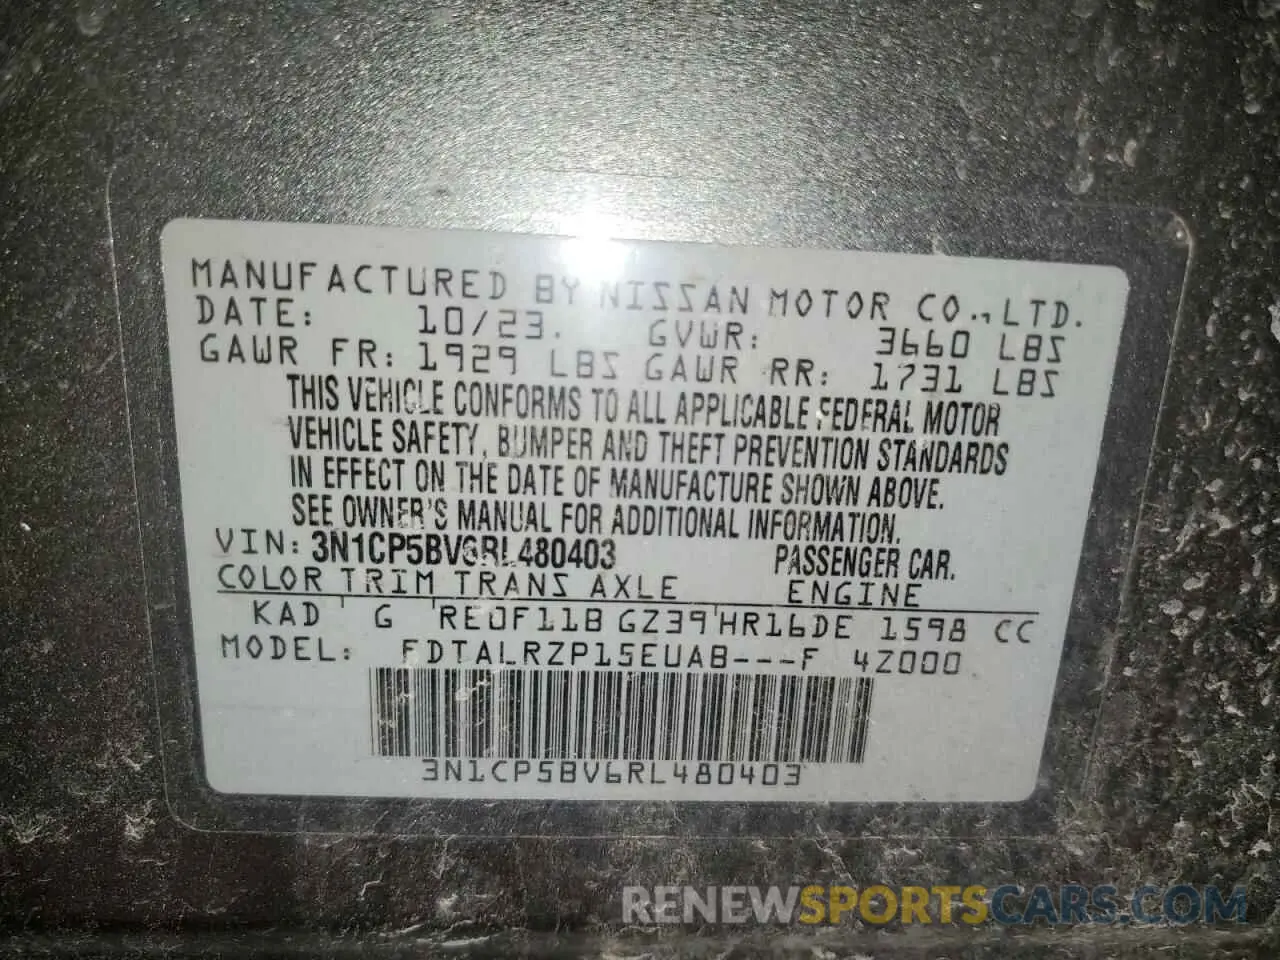 MANUFACTURED BY NISSAN MOTOR CO., LTD.
DATE: 10/23. GVWR: 3660 LBS
GAWR FR: 1929 LBS GAWR RR: 1731 LBS
THIS VEHICLE CONFORMS TO ALL APPLICABLE FEDERAL MOTOR
VEHICLE SAFETY, BUMPER AND THEFT PREVENTION STANDARDS
IN EFFECT ON THE DATE OF MANUFACTURE SHOWN ABOVE.
SEE OWNER'S MANUAL FOR ADDITIONAL INFORMATION.
VIN: 3N1CP5BV6RL480403 PASSENGER CAR.
COLOR TRIM TRANS AXLE ENGINE
KAD G RE0F11B GZ39 HR16DE 1598 CC
MODEL: FDTALRZP15EUAB---F 4Z000
3N1CP5BV6RL480403
RENEWSPORTSCARS.COM